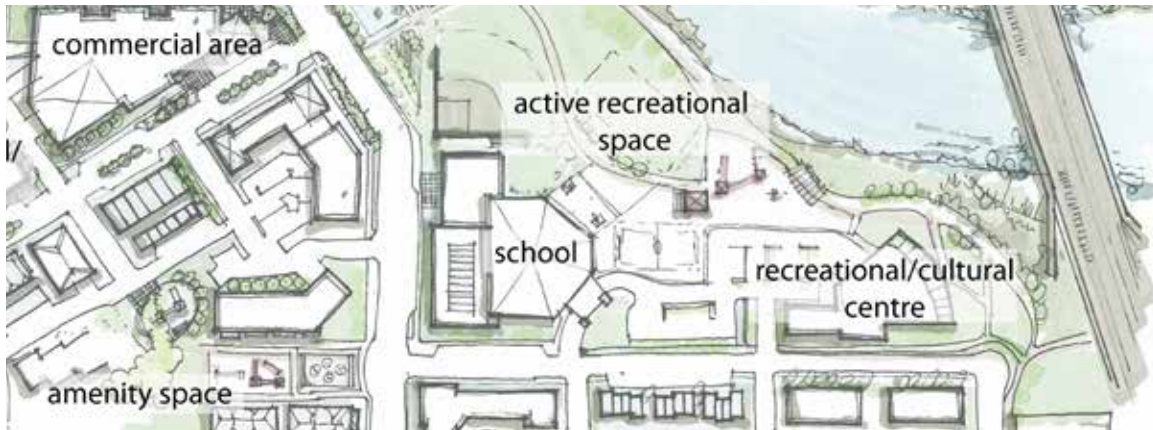 commercial area
active recreational
space
l/
school
recreational/cultural
centre
amenity space